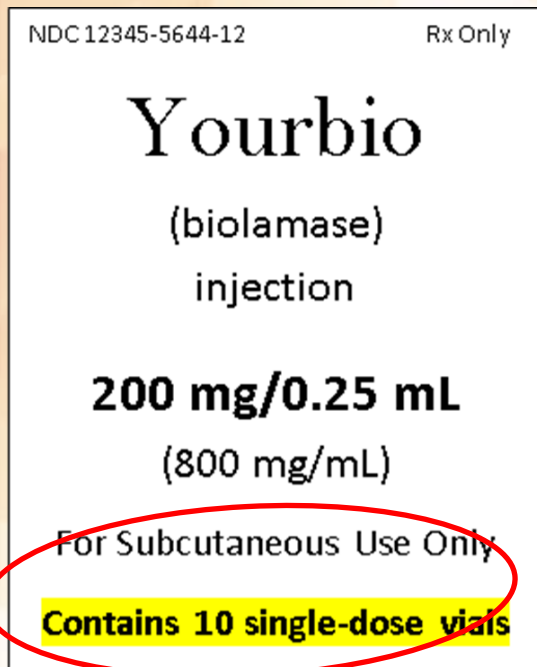 NDC 12345-5644-12 Rx Only
Yourbio
(biolamase)
injection
200 mg/0.25 mL
(800 mg/mL)
For Subcutaneous Use Only
Contains 10 single-dose vials